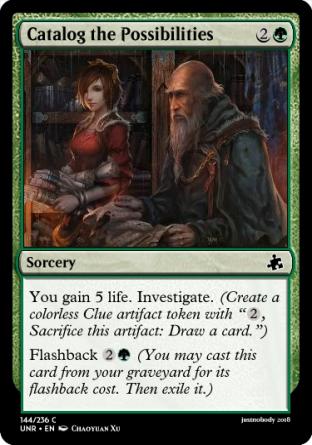 Catalog the Possibilities 2
Sorcery
You gain 5 life. Investigate. (Create a
colorless Clue artifact token with “2,
Sacrifice this artifact: Draw a card.”)
Flashback 2 (You may cast this
card from your graveyard for its
flashback cost. Then exile it.)
144/236 C
UNR • EN Chaoyuan Xu
justnobody 2018